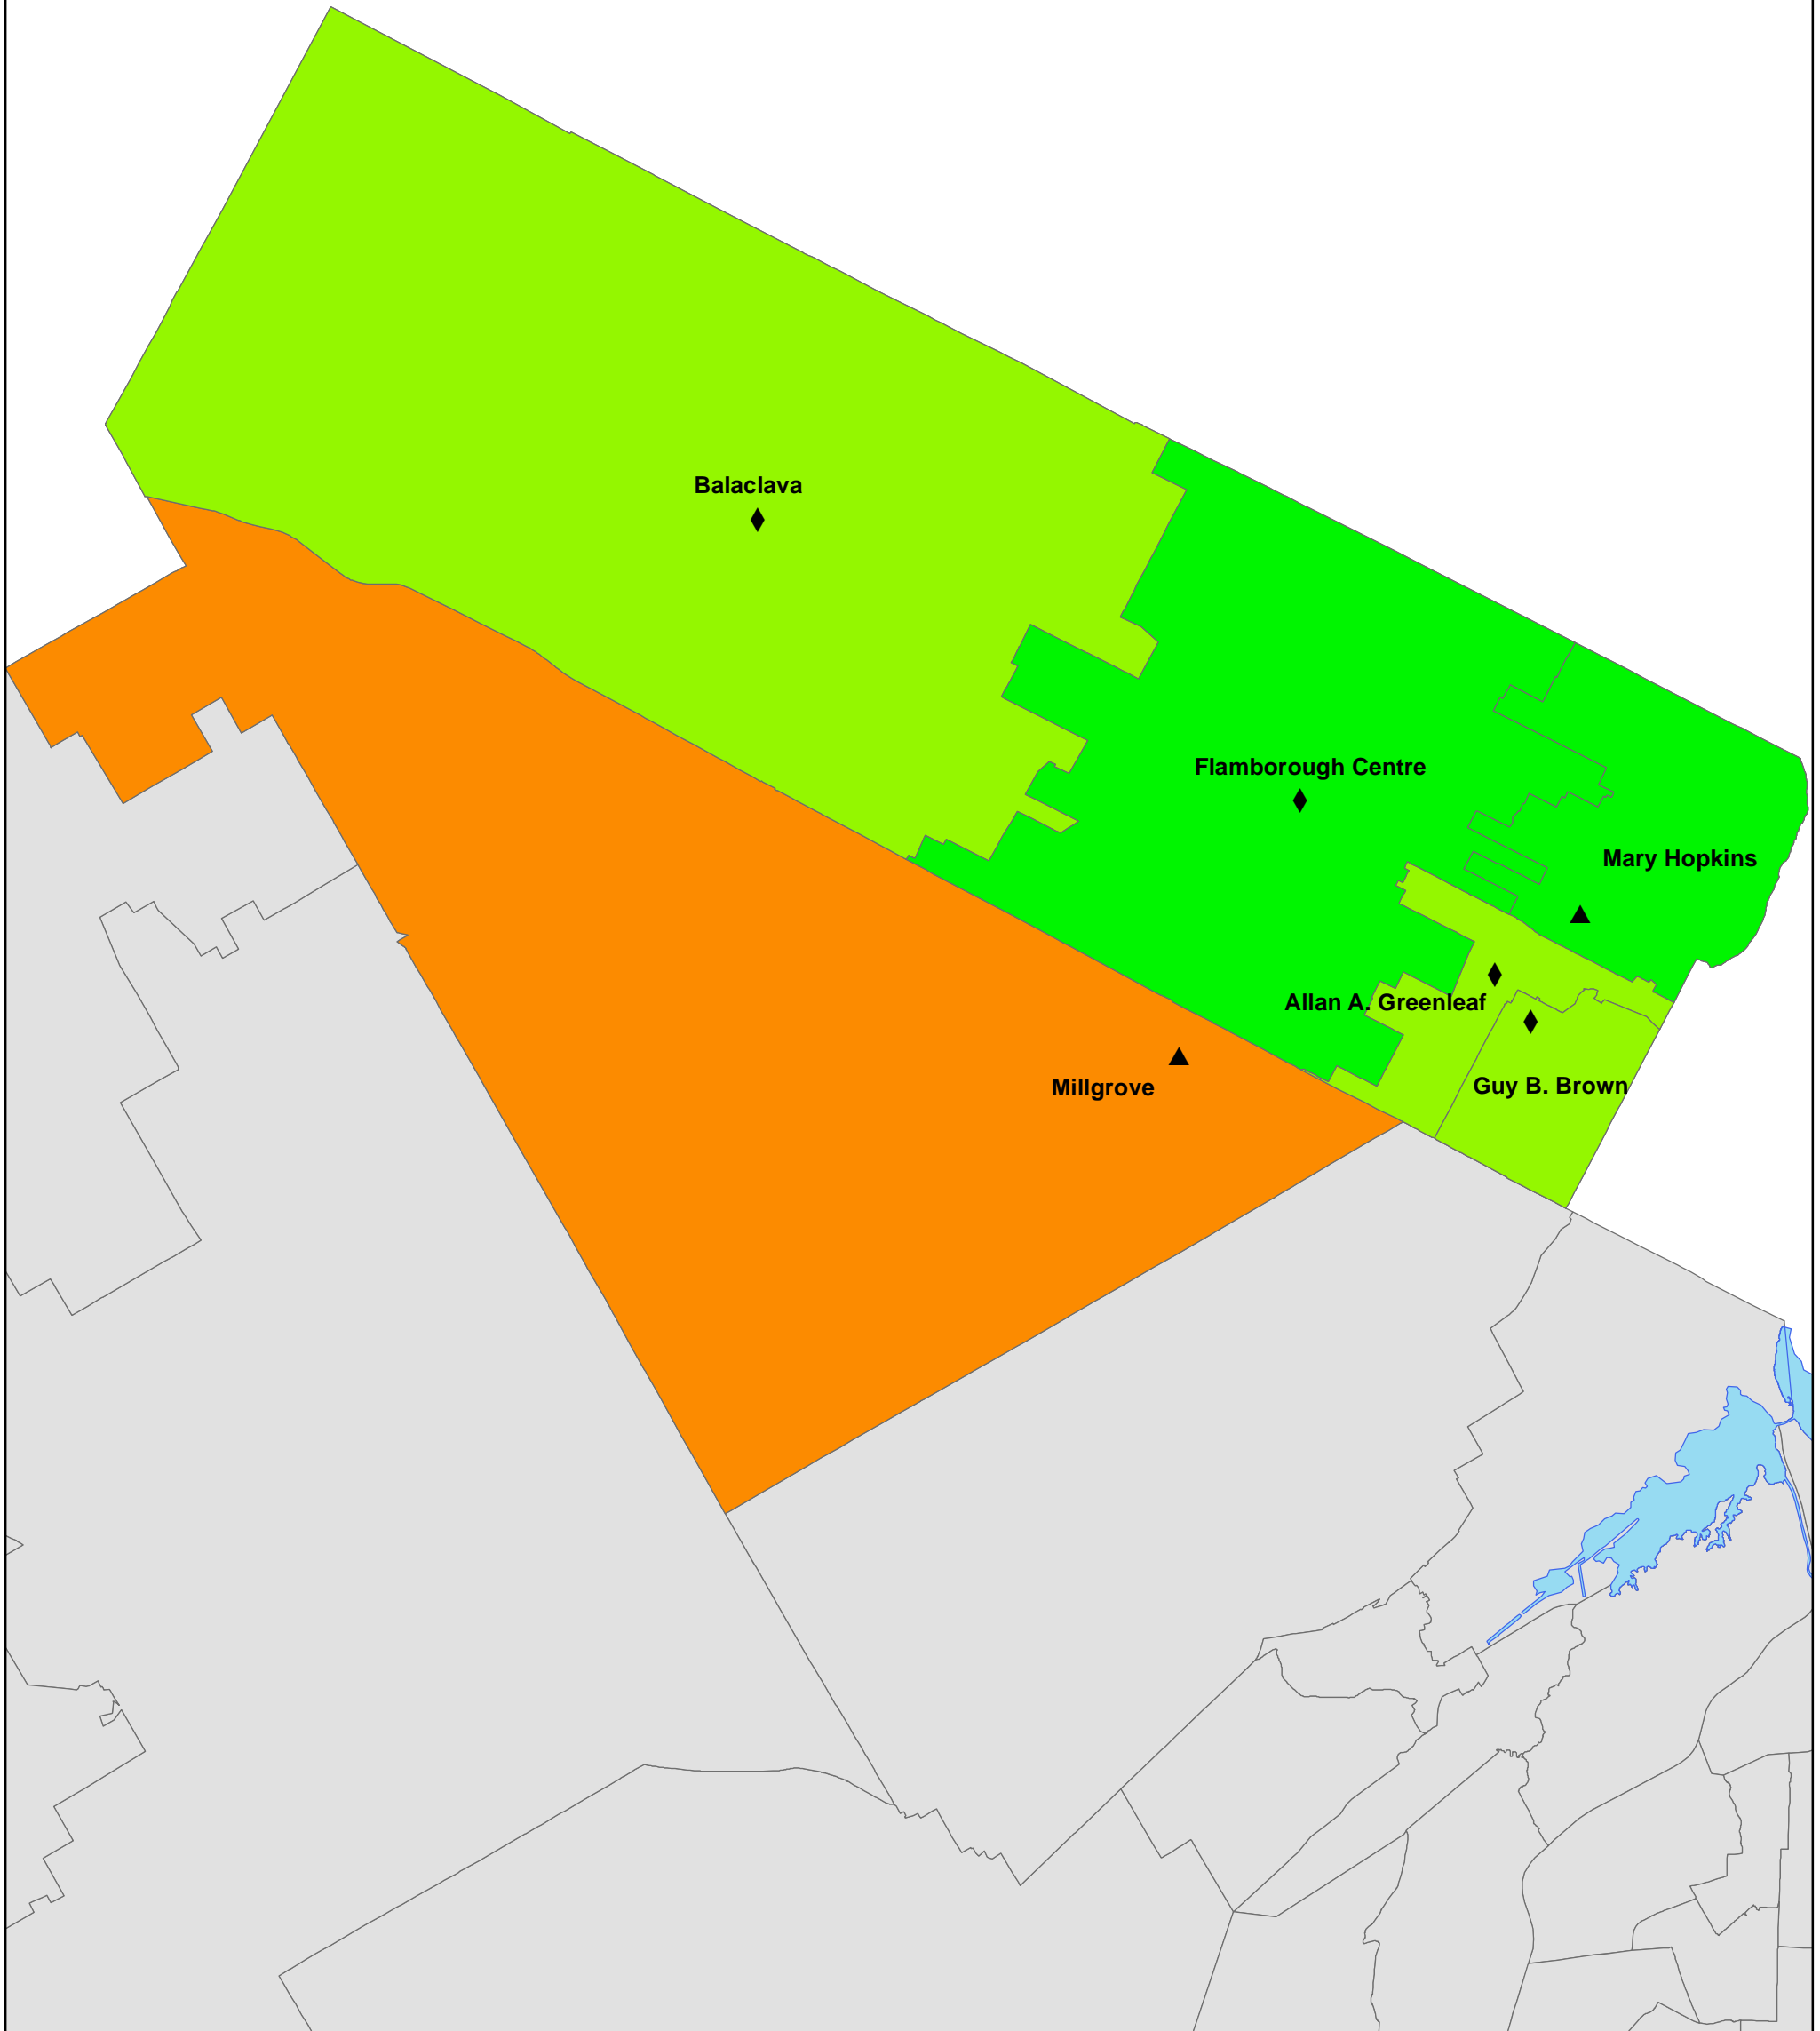 Balaclava
Flamborough Centre
Mary Hopkins
Allan A. Greenleaf
Millgrove
Guy B. Brown